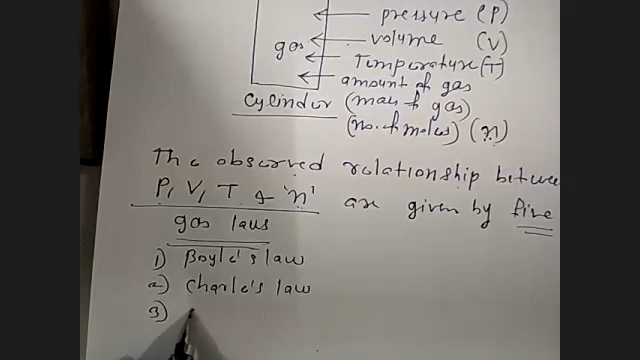 pressure (P)
volume (V)
gas
Temperature (T)
amount of gas
cylinder (mass of gas)
(no. of moles) (n)
The observed relationship between
P, V, T & 'n' are given by five
gas laws
1) Boyle's law
2) Charle's law
3)